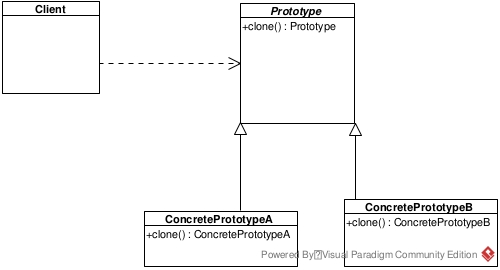 Client
Prototype
+clone() : Prototype
ConcretePrototypeA
+clone() : ConcretePrototypeA
ConcretePrototypeB
+clone() : ConcretePrototypeB
Powered By Visual Paradigm Community Edition